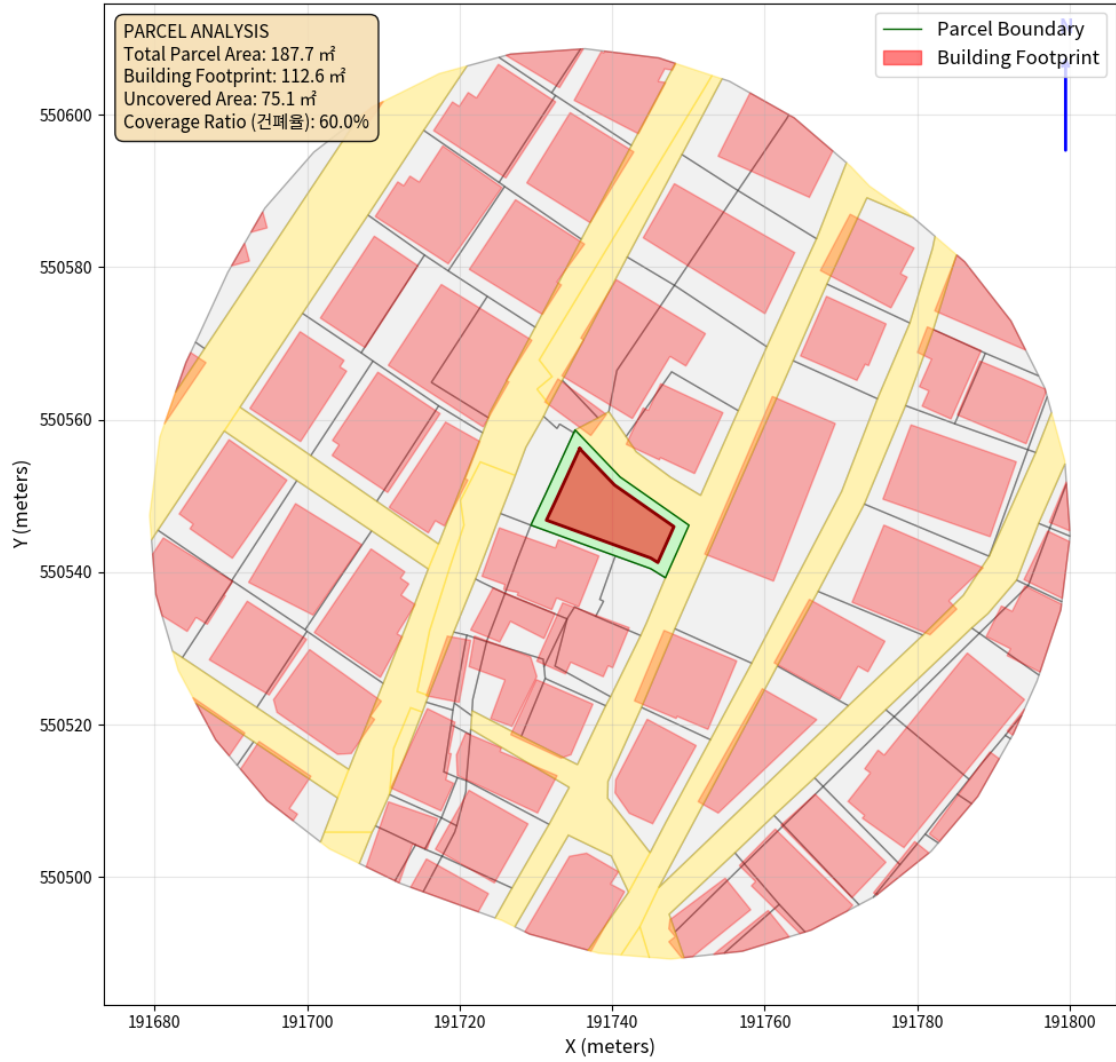 PARCEL ANALYSIS
Total Parcel Area: 187.7 ㎡
Building Footprint: 112.6 ㎡
Uncovered Area: 75.1 ㎡
Coverage Ratio (건폐율): 60.0%
Parcel Boundary
Building Footprint
N
550600
550580
550560
550540
550520
550500
Y (meters)
191680
191700
191720
191740
191760
191780
191800
X (meters)